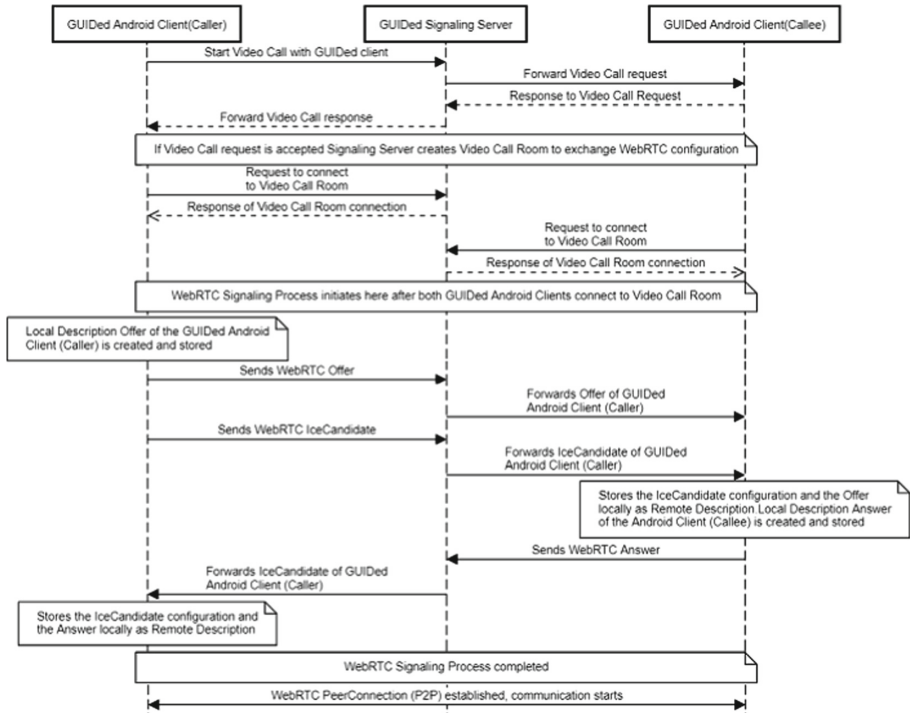 GUIDed Android Client(Caller)
GUIDed Signaling Server
GUIDed Android Client(Callee)
Start Video Call with GUIDed client
Forward Video Call request
Response to Video Call Request
Forward Video Call response
If Video Call request is accepted Signaling Server creates Video Call Room to exchange WebRTC configuration
Request to connect
to Video Call Room
Response of Video Call Room connection
Request to connect
to Video Call Room
Response of Video Call Room connection
WebRTC Signaling Process initiates here after both GUIDed Android Clients connect to Video Call Room
Local Description Offer of the GUIDed Android
Client (Caller) is created and stored
Sends WebRTC Offer
Forwards Offer of GUIDed
Android Client (Caller)
Sends WebRTC IceCandidate
Forwards IceCandidate of GUIDed
Android Client (Caller)
Stores the IceCandidate configuration and the Offer
locally as Remote Description.Local Description Answer
of the Android Client (Callee) is created and stored
Sends WebRTC Answer
Forwards IceCandidate of GUIDed
Android Client (Caller)
Stores the IceCandidate configuration and
the Answer locally as Remote Description
WebRTC Signaling Process completed
WebRTC PeerConnection (P2P) established, communication starts